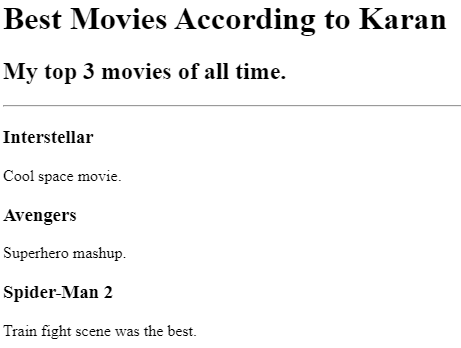 Best Movies According to Karan
My top 3 movies of all time.
Interstellar
Cool space movie.
Avengers
Superhero mashup.
Spider-Man 2
Train fight scene was the best.